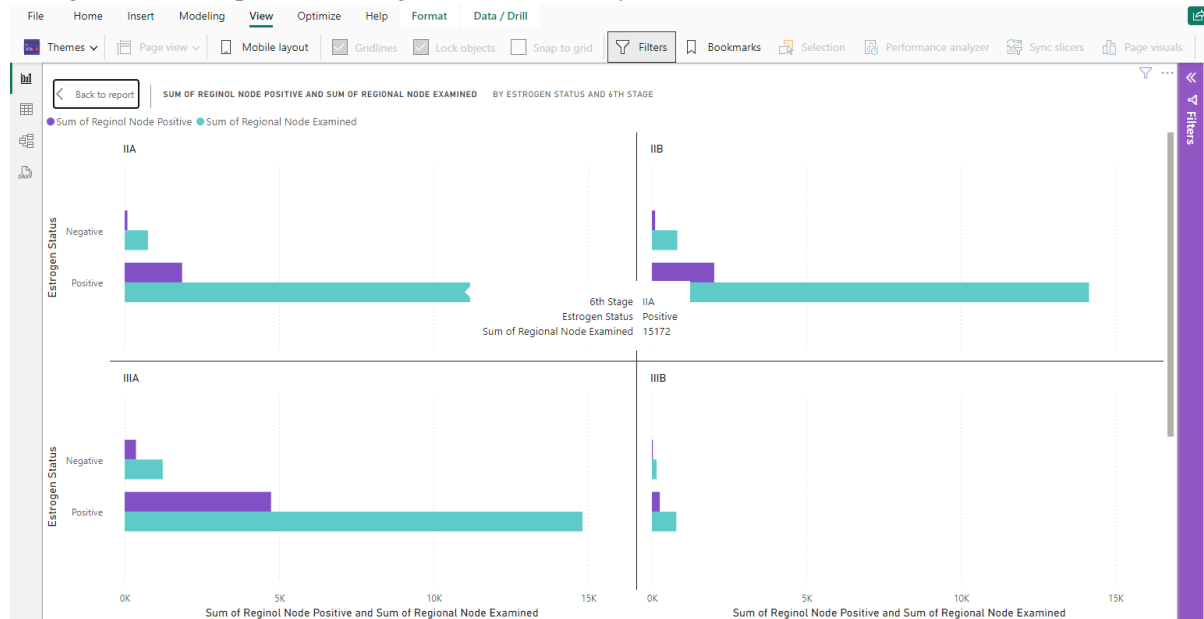 File Home Insert Modeling View Optimize Help Format Data / Drill
Themes Page view Mobile layout Gridlines Lock objects Snap to grid Filters Bookmarks Selection Performance analyzer Sync slicers Page visuals
Back to report SUM OF REGINOL NODE POSITIVE AND SUM OF REGIONAL NODE EXAMINED BY ESTROGEN STATUS AND 6TH STAGE
Sum of Reginol Node Positive Sum of Regional Node Examined
Filters
IIA IIB
Estrogen Status
Negative
Positive
6th Stage IIA
Estrogen Status Positive
Sum of Regional Node Examined 15172
IIIA IIIB
Estrogen Status
Negative
Positive
0K 5K 10K 15K 0K 5K 10K 15K
Sum of Reginol Node Positive and Sum of Regional Node Examined Sum of Reginol Node Positive and Sum of Regional Node Examined